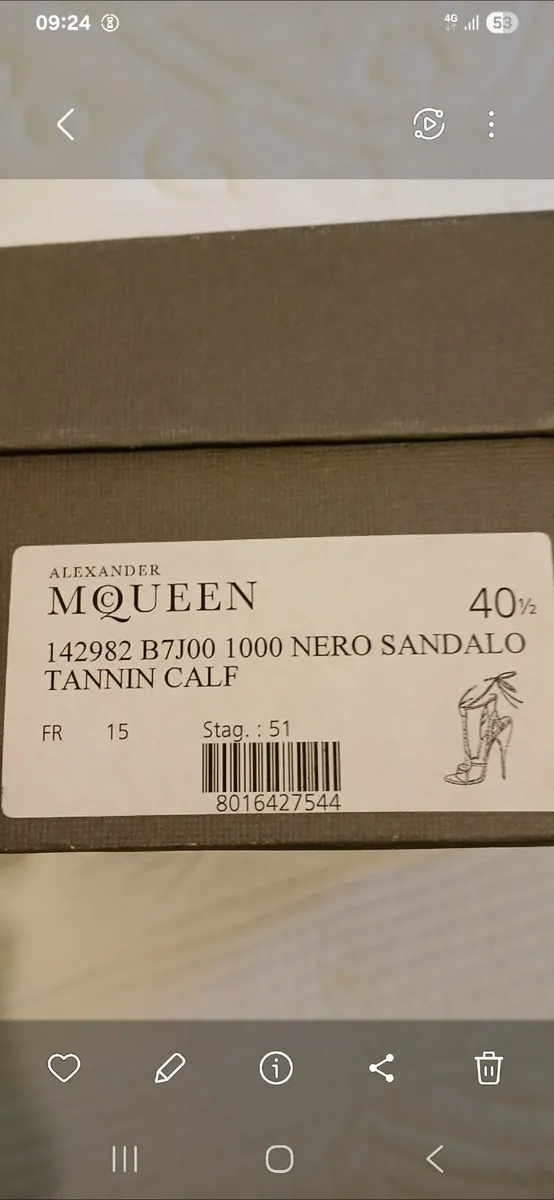 09:24
4G
53
ALEXANDER
MCQUEEN
40½
142982 B7J00 1000 NERO SANDALO
TANNIN CALF
FR 15 Stag. : 51
8016427544